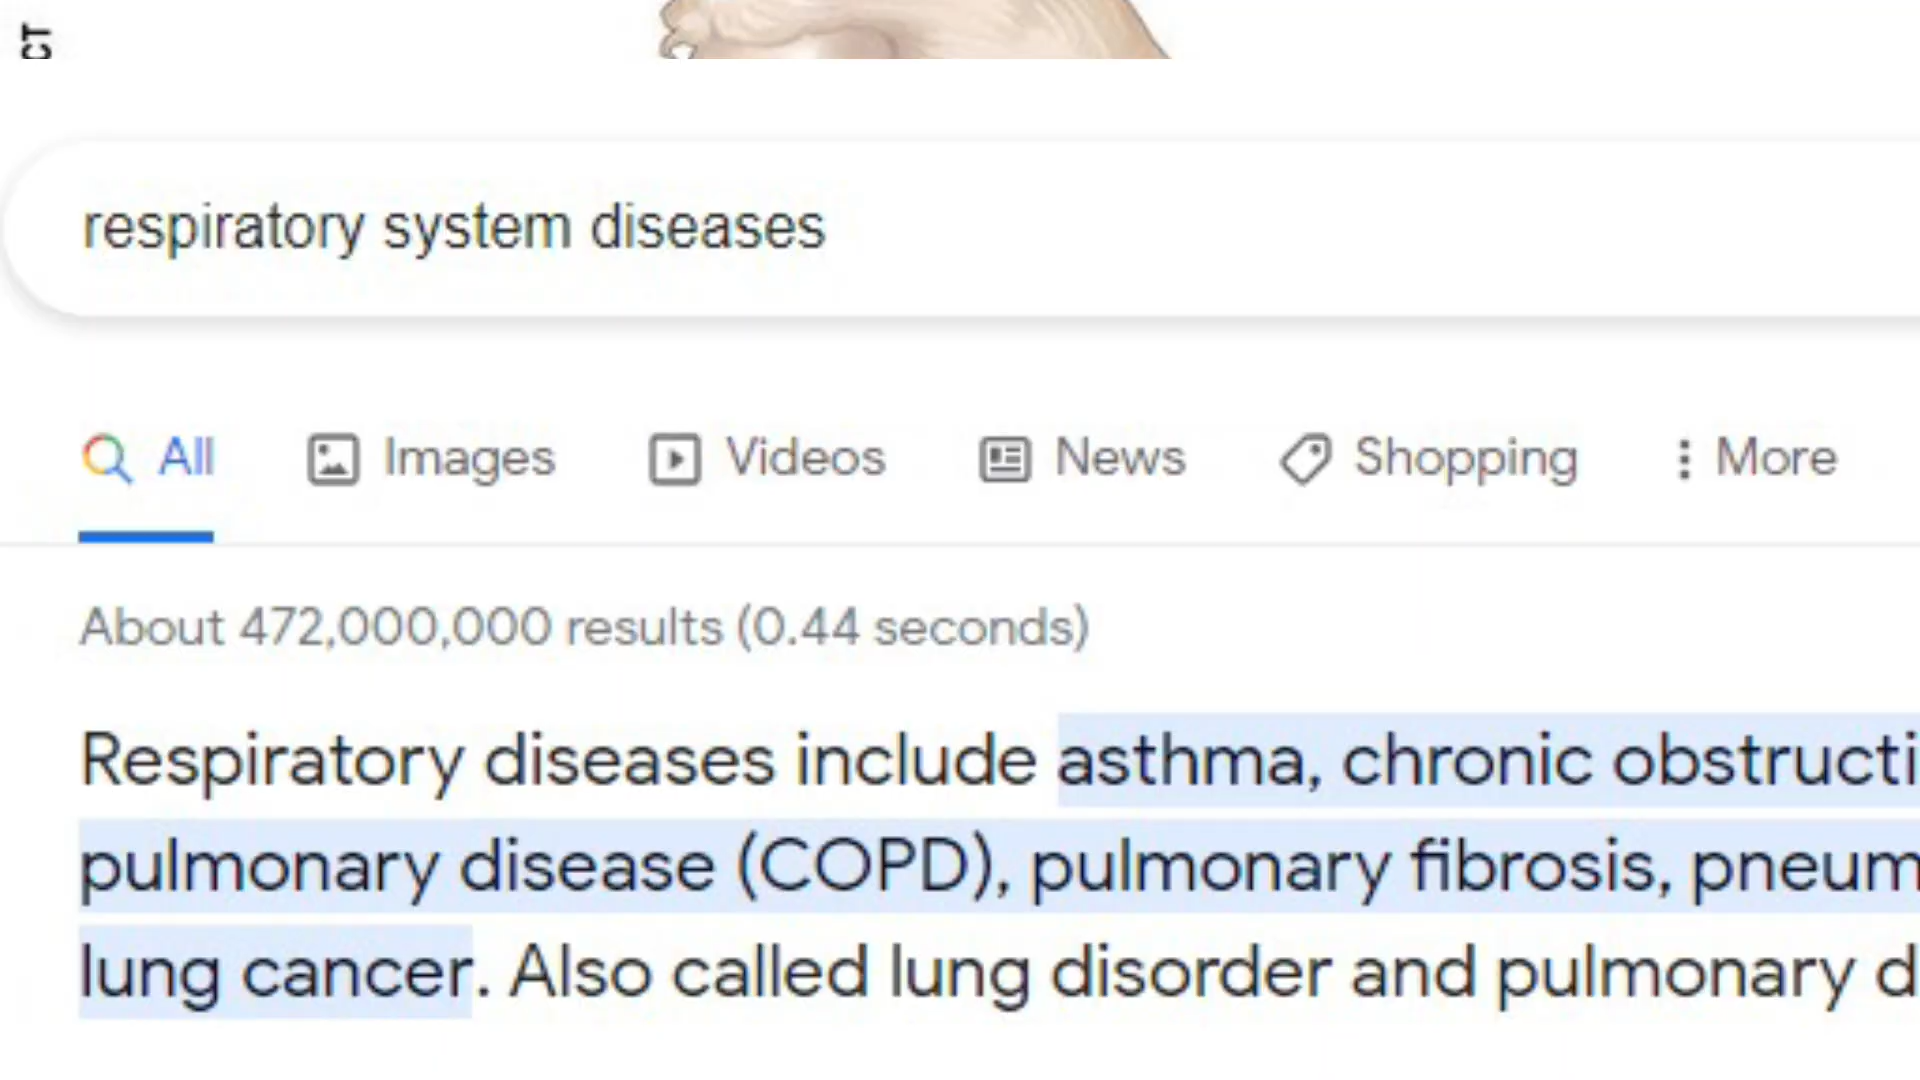 CT
respiratory system diseases
All Images Videos News Shopping More
About 472,000,000 results (0.44 seconds)
Respiratory diseases include asthma, chronic obstructi
pulmonary disease (COPD), pulmonary fibrosis, pneum
lung cancer. Also called lung disorder and pulmonary d